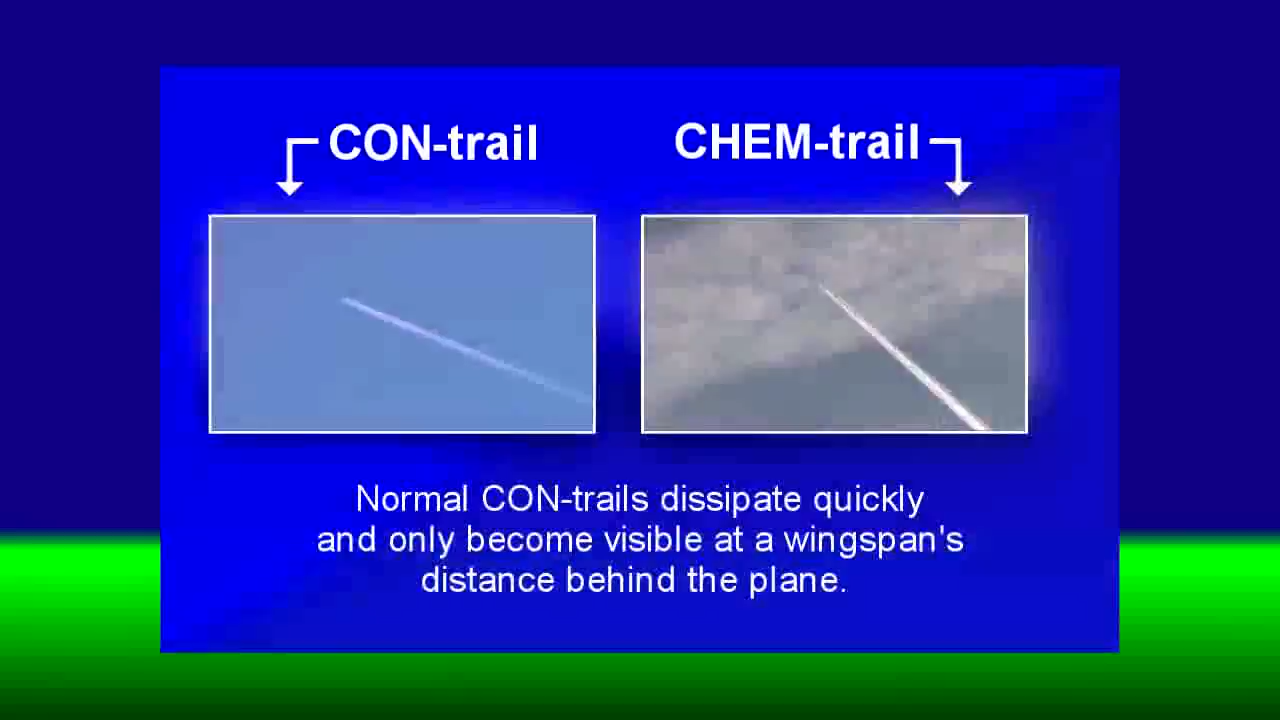 CON-trail
CHEM-trail
Normal CON-trails dissipate quickly
and only become visible at a wingspan's
distance behind the plane.